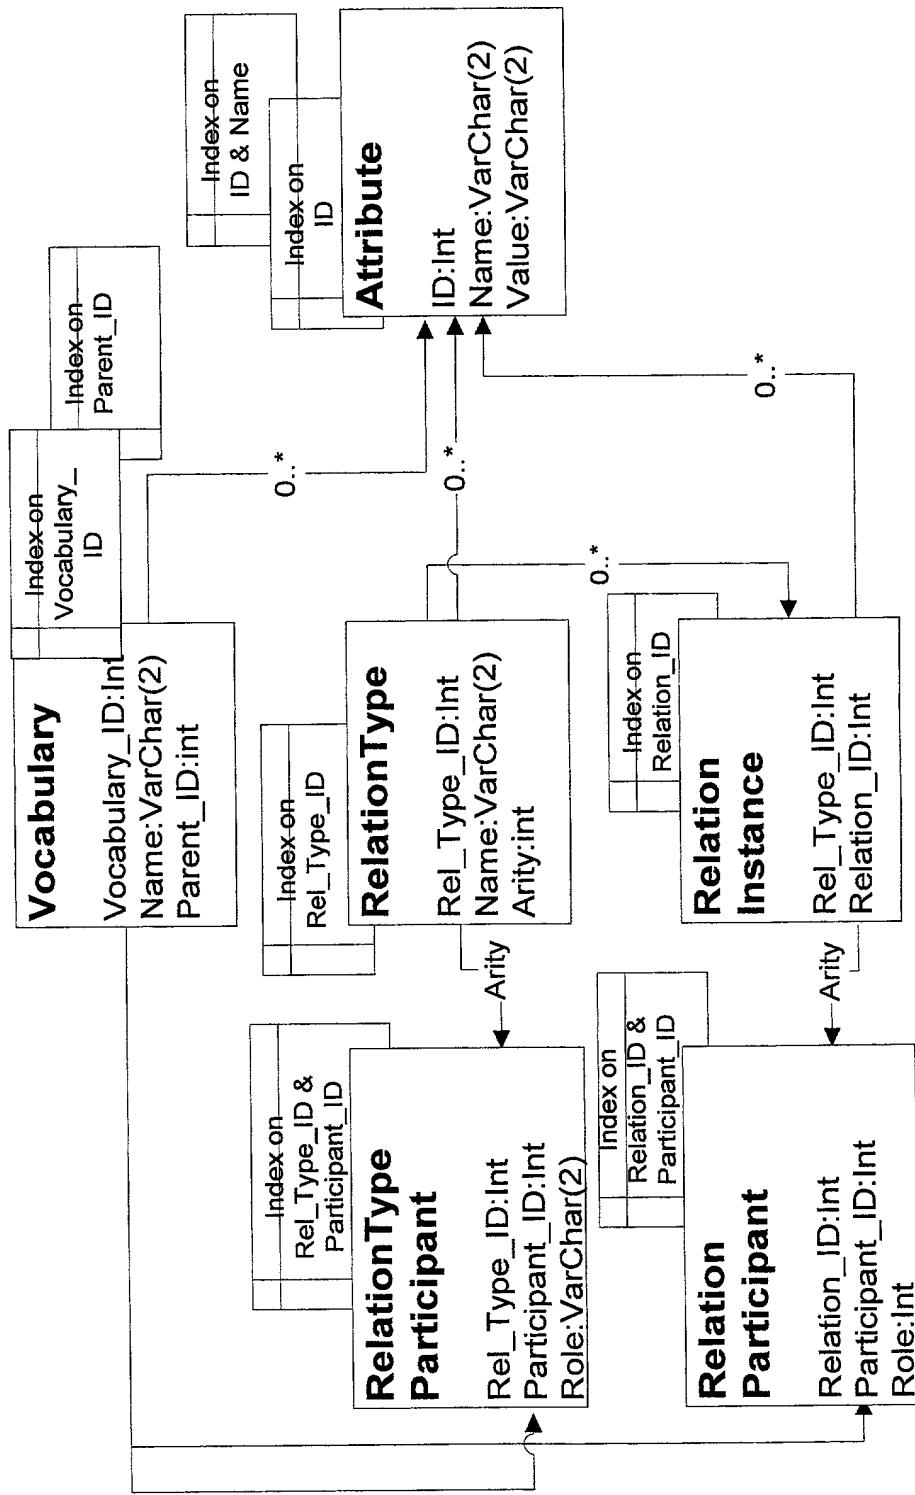 Vocabulary
Vocabulary_ID:Int
Name:VarChar(2)
Parent_ID:int
Index on
Vocabulary_
ID
Index on
Parent_ID
Index on
ID & Name
Index on
ID
Attribute
ID:Int
Name:VarChar(2)
Value:VarChar(2)
0..*
0..*
0..*
0..*
Index on
Rel_Type_ID &
Participant_ID
RelationType
Participant
Rel_Type_ID:Int
Participant_ID:Int
Role:VarChar(2)
Arity
Index on
Rel_Type_ID
RelationType
Rel_Type_ID:Int
Name:VarChar(2)
Arity:int
Index on
Relation_ID &
Participant_ID
Relation
Participant
Relation_ID:Int
Participant_ID:Int
Role:Int
Arity
Index on
Relation_ID
Relation
Instance
Rel_Type_ID:Int
Relation_ID:Int